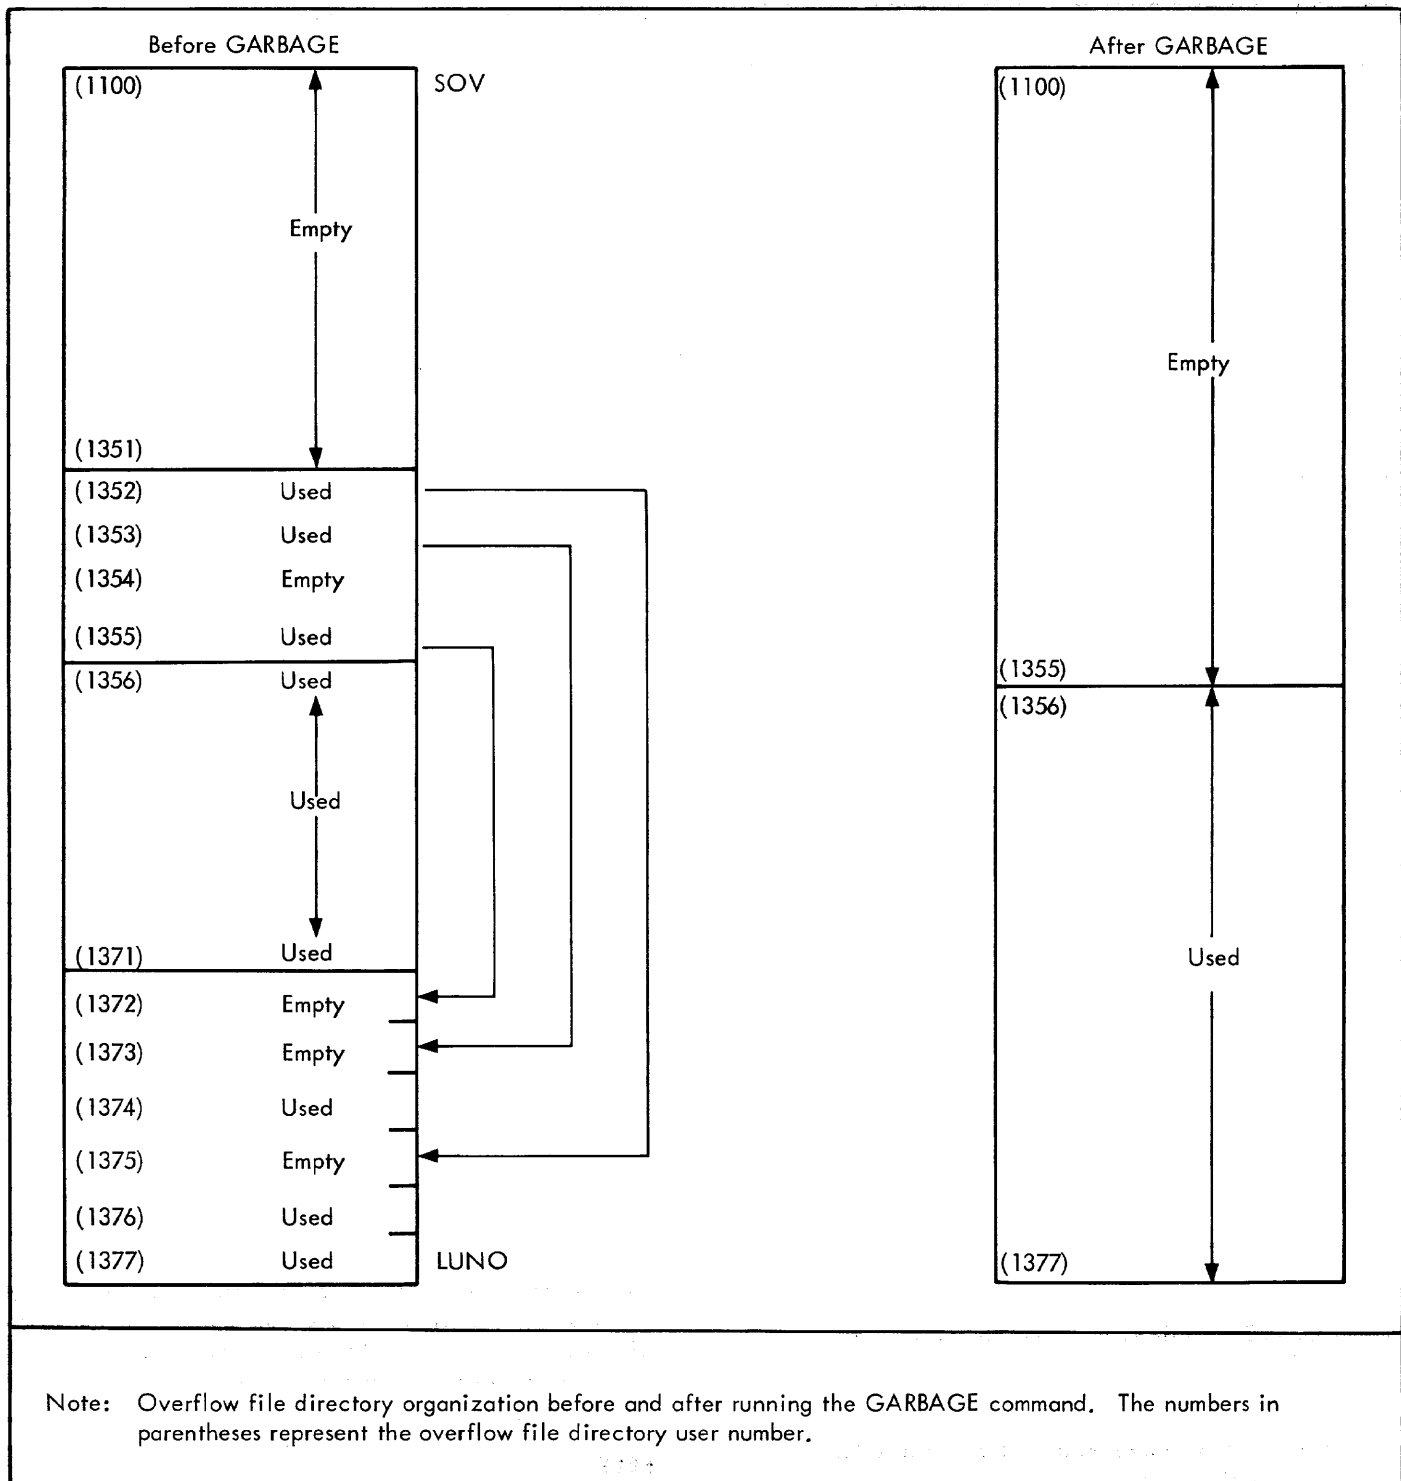 Before GARBAGE
After GARBAGE
(1100)
SOV
(1100)
Empty
Empty
(1351)
(1352) Used
(1353) Used
(1354) Empty
(1355) Used
(1355)
(1356) Used
(1356)
Used
(1371) Used
Used
(1372) Empty
(1373) Empty
(1374) Used
(1375) Empty
(1376) Used
(1377) Used LUNO
(1377)
Note: Overflow file directory organization before and after running the GARBAGE command. The numbers in
parentheses represent the overflow file directory user number.